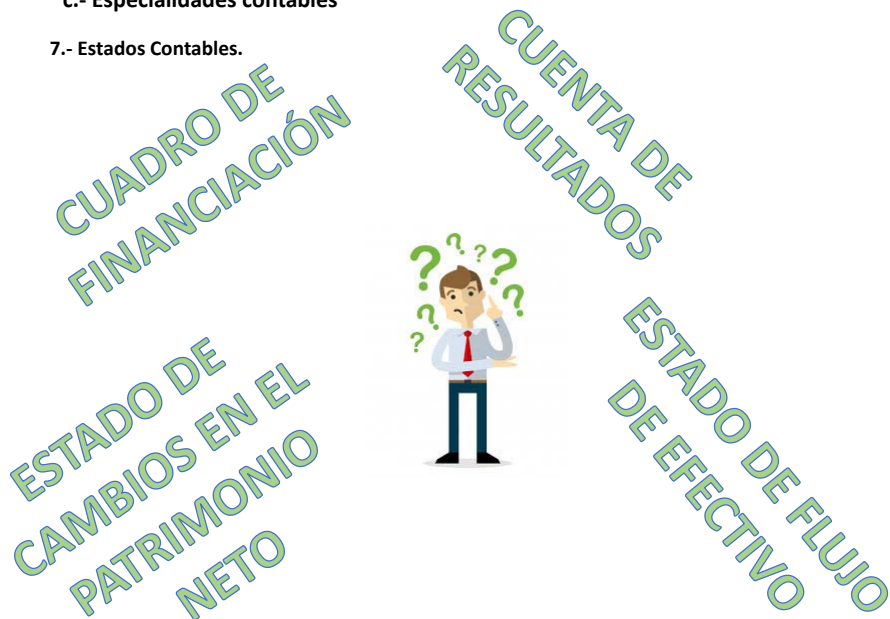 c.- Especialidades contables
7.- Estados Contables.
CUADRO DE
FINANCIACIÓN
CUENTA DE
RESULTADOS
? ? ? ? ? ? ? ?
ESTADO DE
CAMBIOS EN EL
PATRIMONIO
NETO
ESTADO DE FLUJO
DE EFECTIVO